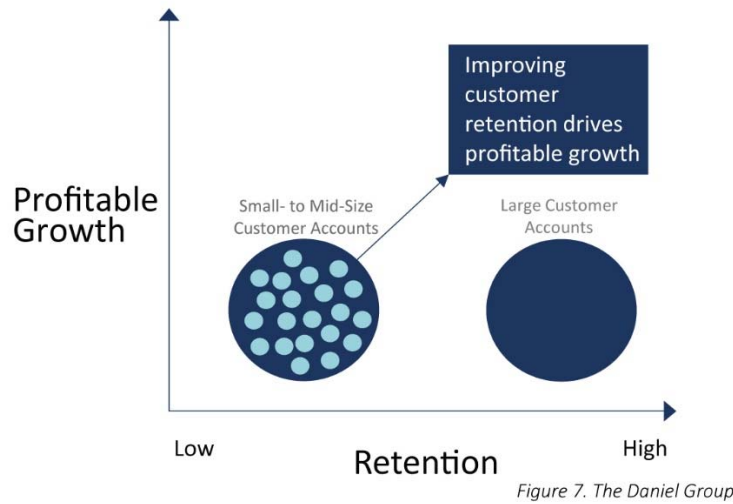 Improving
customer
retention drives
profitable growth
Profitable
Growth
Small- to Mid-Size
Customer Accounts
Large Customer
Accounts
Low
Retention
High
Figure 7. The Daniel Group